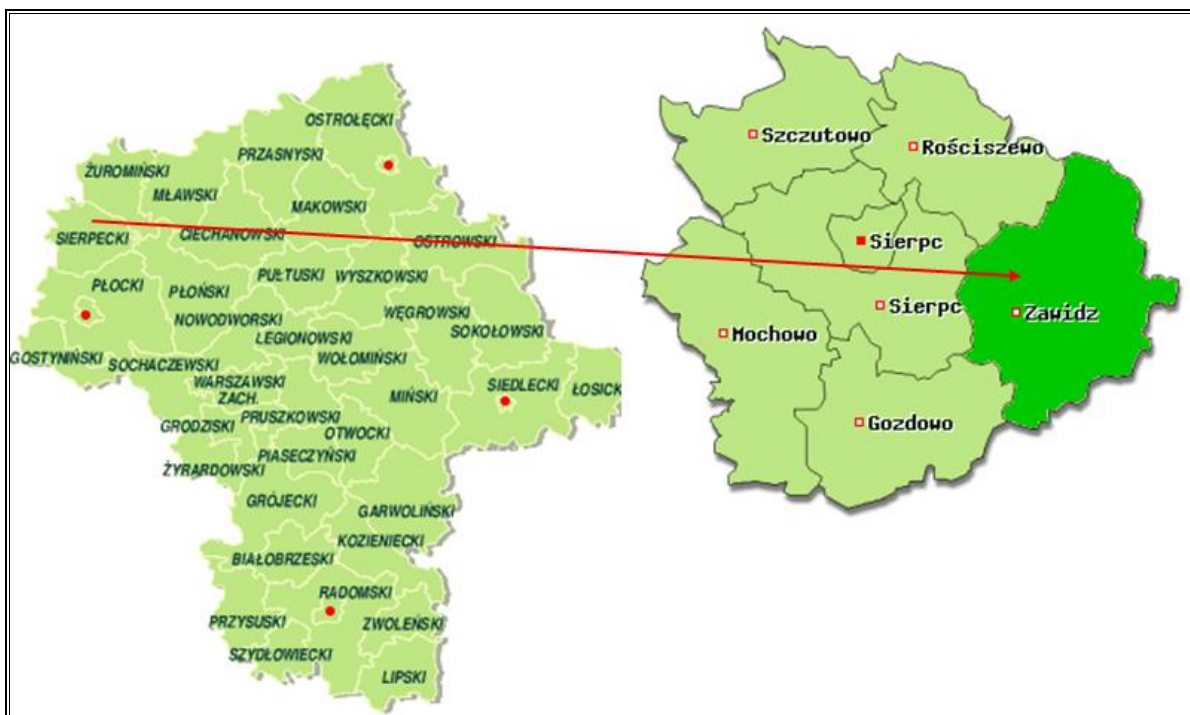 OSTROŁĘCKI
PRZASNYSKI
ŻUROMIŃSKI
MŁAWSKI
MAKOWSKI
SIERPECKI
CIECHANOWSKI
OSTROWSKI
PŁOCKI
PŁOŃSKI
PUŁTUSKI
WYSZKOWSKI
NOWODWORSKI
WĘGROWSKI
LEGIONOWSKI
SOKOŁOWSKI
GOSTYNIŃSKI
SOCHACZEWSKI
WOŁOMIŃSKI
WARSZAWSKI
ZACH.
MIŃSKI
SIEDLECKI
ŁOSICK
GRODZISKI
PRUSZKOWSKI
OTWOCKI
ŻYRARDOWSKI
PIASECZYŃSKI
GRÓJECKI
GARWOLIŃSKI
KOZIENIECKI
BIAŁOBRZESKI
RADOMSKI
PRZYSUSKI
ZWOLEŃSKI
SZYDŁOWIECKI
LIPSKI
Szczutowo
Rościszewo
Sierpc
Sierpc
Zawidz
Mochowo
Gozdowo